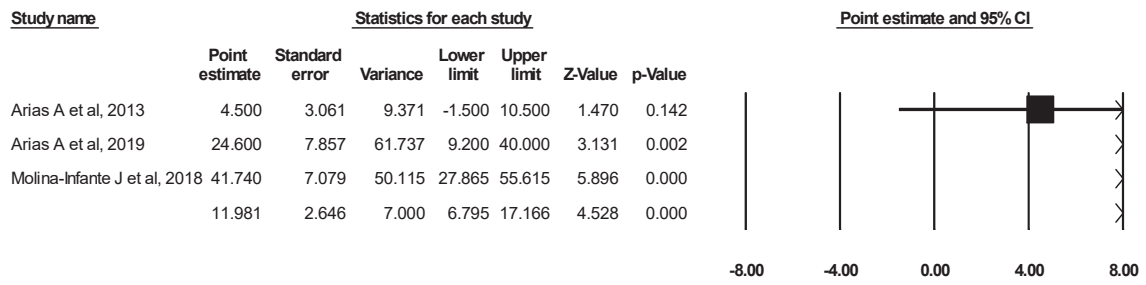 Study name Statistics for each study Point estimate and 95% CI
Point Standard Lower Upper
estimate error Variance limit limit Z-Value p-Value
Arias A et al, 2013 4.500 3.061 9.371 -1.500 10.500 1.470 0.142
Arias A et al, 2019 24.600 7.857 61.737 9.200 40.000 3.131 0.002
Molina-Infante J et al, 2018 41.740 7.079 50.115 27.865 55.615 5.896 0.000
11.981 2.646 7.000 6.795 17.166 4.528 0.000
-8.00 -4.00 0.00 4.00 8.00